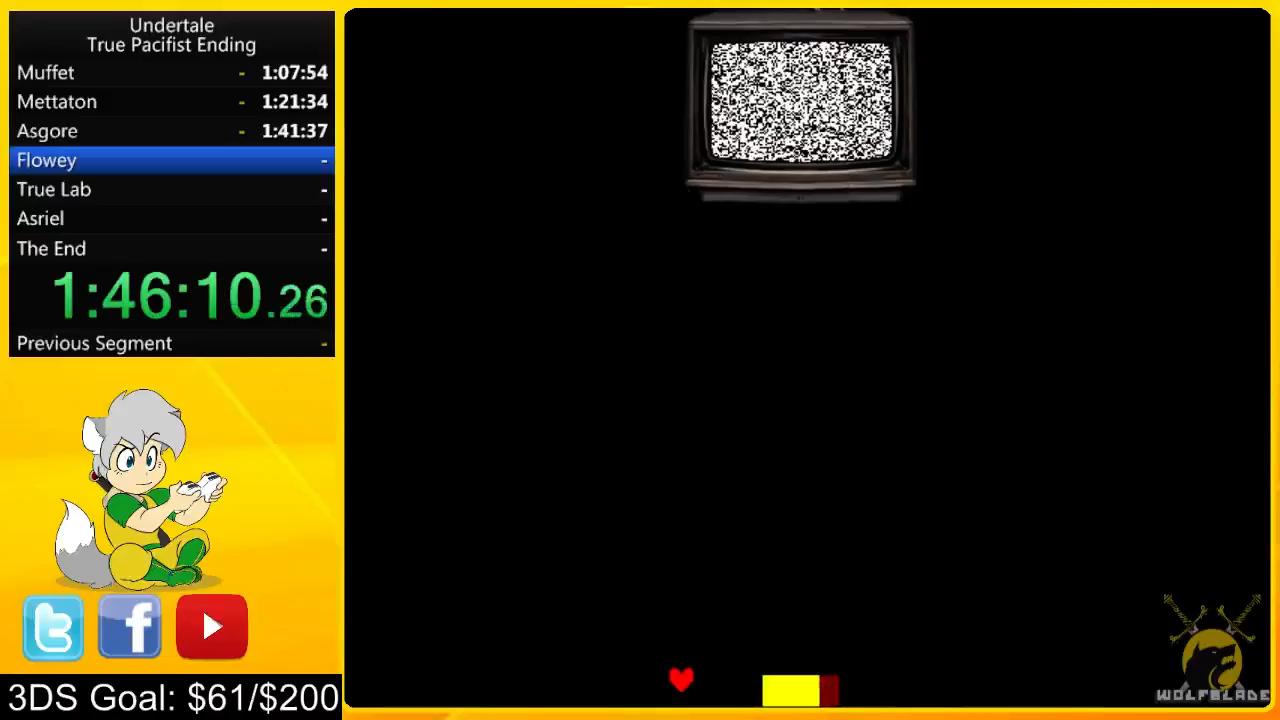 Undertale
True Pacifist Ending
Muffet - 1:07:54
Mettaton - 1:21:34
Asgore - 1:41:37
Flowey -
True Lab -
Asriel -
The End -
1:46:10.26
Previous Segment -
3DS Goal: $61/$200
WOLFBLADE